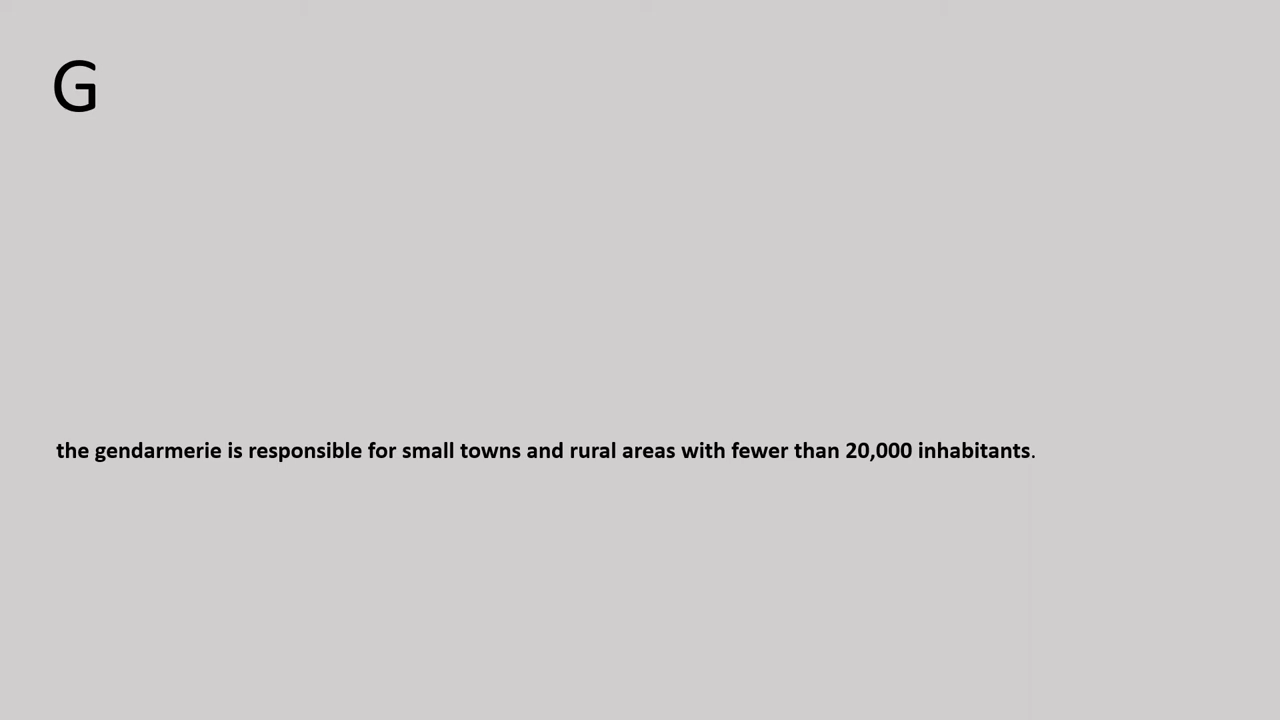 G
the gendarmerie is responsible for small towns and rural areas with fewer than 20,000 inhabitants.